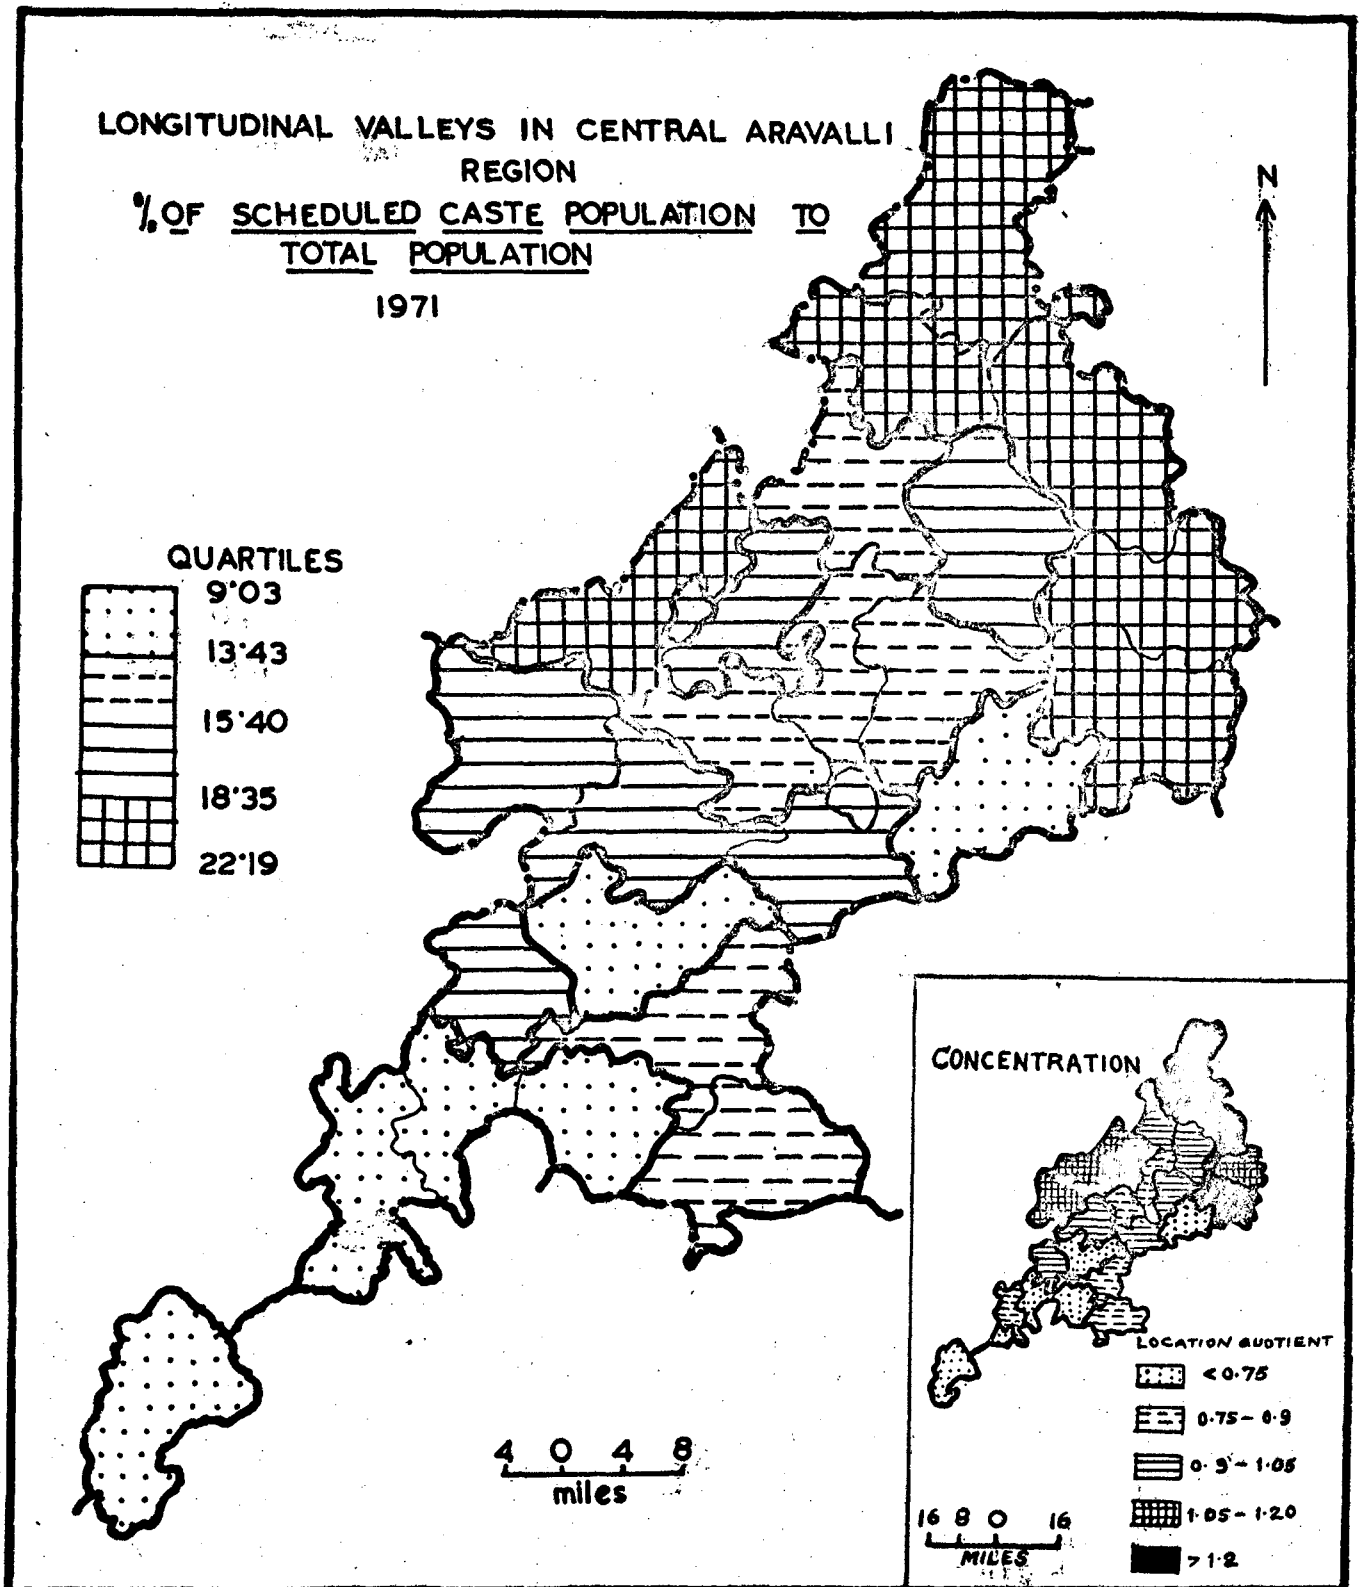 LONGITUDINAL VALLEYS IN CENTRAL ARAVALLI
REGION
% OF SCHEDULED CASTE POPULATION TO
TOTAL POPULATION
1971
N
QUARTILES
9·03
13·43
15·40
18·35
22·19
4 0 4 8
miles
CONCENTRATION
LOCATION QUOTIENT
<0·75
0·75 - 0·9
0·9 - 1·05
1·05 - 1·20
>1·2
16 8 0 16
MILES